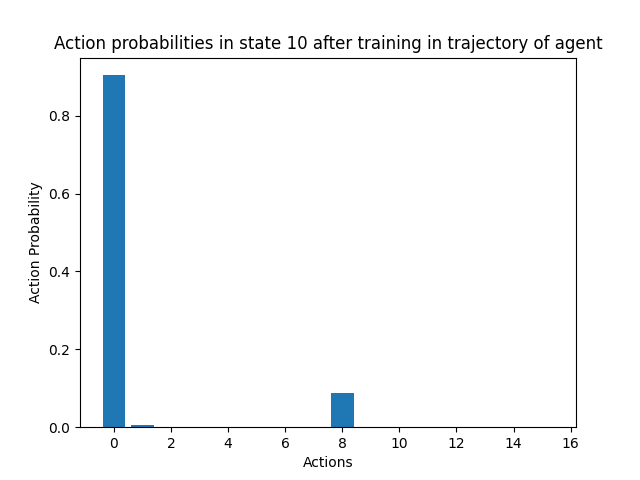 Action probabilities in state 10 after training in trajectory of agent
0.8
0.6
0.4
0.2
0.0
Action Probability
0 2 4 6 8 10 12 14 16
Actions